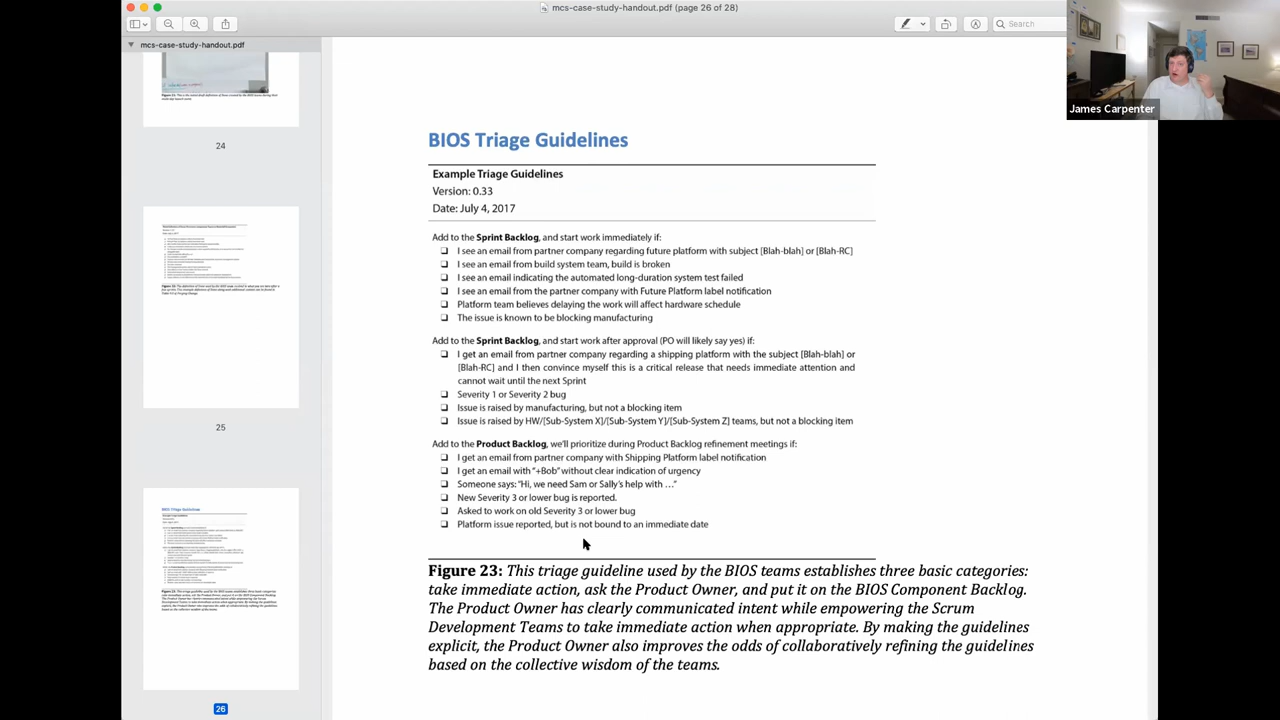 mcs-case-study-handout.pdf (page 26 of 28)
Search
mcs-case-study-handout.pdf
24
25
26
James Carpenter
BIOS Triage Guidelines
Example Triage Guidelines
Version: 0.33
Date: July 4, 2017
Add to the Sprint Backlog, and start work immediately if:
❑ I see an email from partner company regarding future platform with subject [Blah-blah] or [Blah-RC]
❑ I see an email from build system team, build is broken
❑ I see an email indicating the automated long-duration system test failed
❑ I see an email from the partner company with Future Platform label notification
❑ Platform team believes delaying the work will affect hardware schedule
❑ The issue is known to be blocking manufacturing
Add to the Sprint Backlog, and start work after approval (PO will likely say yes) if:
❑ I get an email from partner company regarding a shipping platform with the subject [Blah-blah] or
[Blah-RC] and I then convince myself this is a critical release that needs immediate attention and
cannot wait until the next Sprint
❑ Severity 1 or Severity 2 bug
❑ Issue is raised by manufacturing, but not a blocking item
❑ Issue is raised by HW/[Sub-System X]/[Sub-System Y]/[Sub-System Z] teams, but not a blocking item
Add to the Product Backlog, we'll prioritize during Product Backlog refinement meetings if:
❑ I get an email from partner company with Shipping Platform label notification
❑ I get an email with "+Bob" without clear indication of urgency
❑ Someone says: "Hi, we need Sam or Sally's help with ..."
❑ New Severity 3 or lower bug is reported.
❑ Asked to work on old Severity 3 or lower bug
❑ Platform issue reported, but is not bound to an immediate date
Figure 23: This triage guideline used by the BIOS teams establishes three basic categories:
take immediate action, ask the Product Owner, and put it on the BIOS Component Backlog.
The Product Owner has clearly communicated intent while empowering the Scrum
Development Teams to take immediate action when appropriate. By making the guidelines
explicit, the Product Owner also improves the odds of collaboratively refining the guidelines
based on the collective wisdom of the teams.